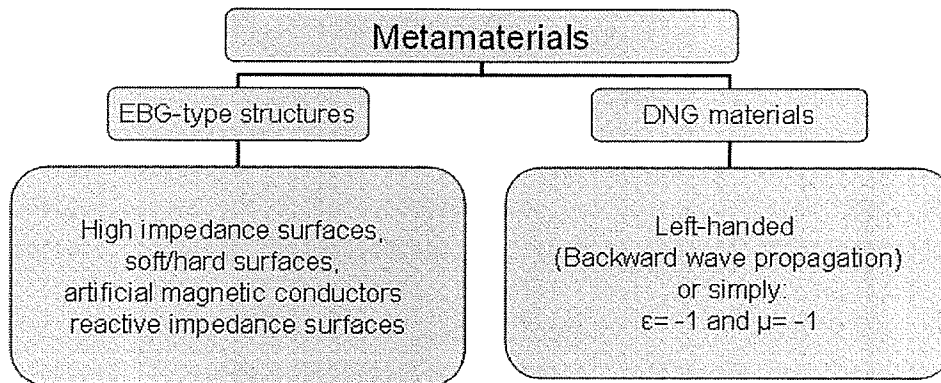 Metamaterials
EBG-type structures
DNG materials
High impedance surfaces,
soft/hard surfaces,
artificial magnetic conductors
reactive impedance surfaces
Left-handed
(Backward wave propagation)
or simply:
ε= -1 and μ= -1